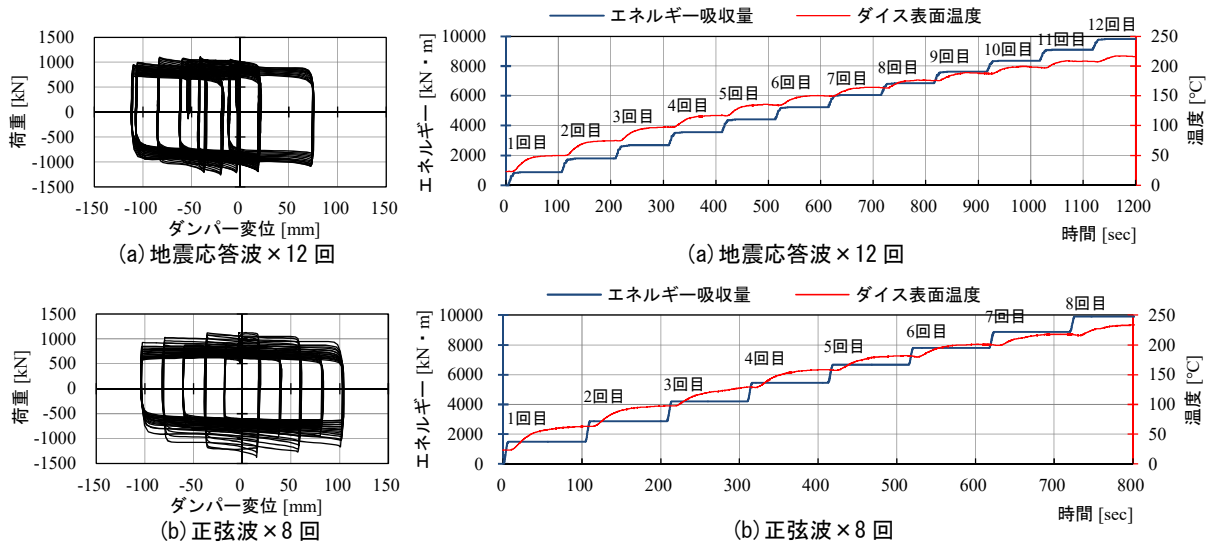 1500
1000
500
0
-500
-1000
-1500
荷重 [kN]
-150 -100 -50 0 50 100 150
ダンパー変位 [mm]
(a) 地震応答波×12 回
エネルギー吸収量 ダイス表面温度
10000
8000
6000
4000
2000
0
エネルギー [kN・m]
1回目 2回目 3回目 4回目 5回目 6回目 7回目 8回目 9回目 10回目 11回目 12回目
250
200
150
100
50
0
温度 [℃]
0 100 200 300 400 500 600 700 800 900 1000 1100 1200
時間 [sec]
(a) 地震応答波×12 回
1500
1000
500
0
-500
-1000
-1500
荷重 [kN]
-150 -100 -50 0 50 100 150
ダンパー変位 [mm]
(b) 正弦波×8 回
エネルギー吸収量 ダイス表面温度
10000
8000
6000
4000
2000
0
エネルギー [kN・m]
1回目 2回目 3回目 4回目 5回目 6回目 7回目 8回目
250
200
150
100
50
0
温度 [℃]
0 100 200 300 400 500 600 700 800
時間 [sec]
(b) 正弦波×8 回